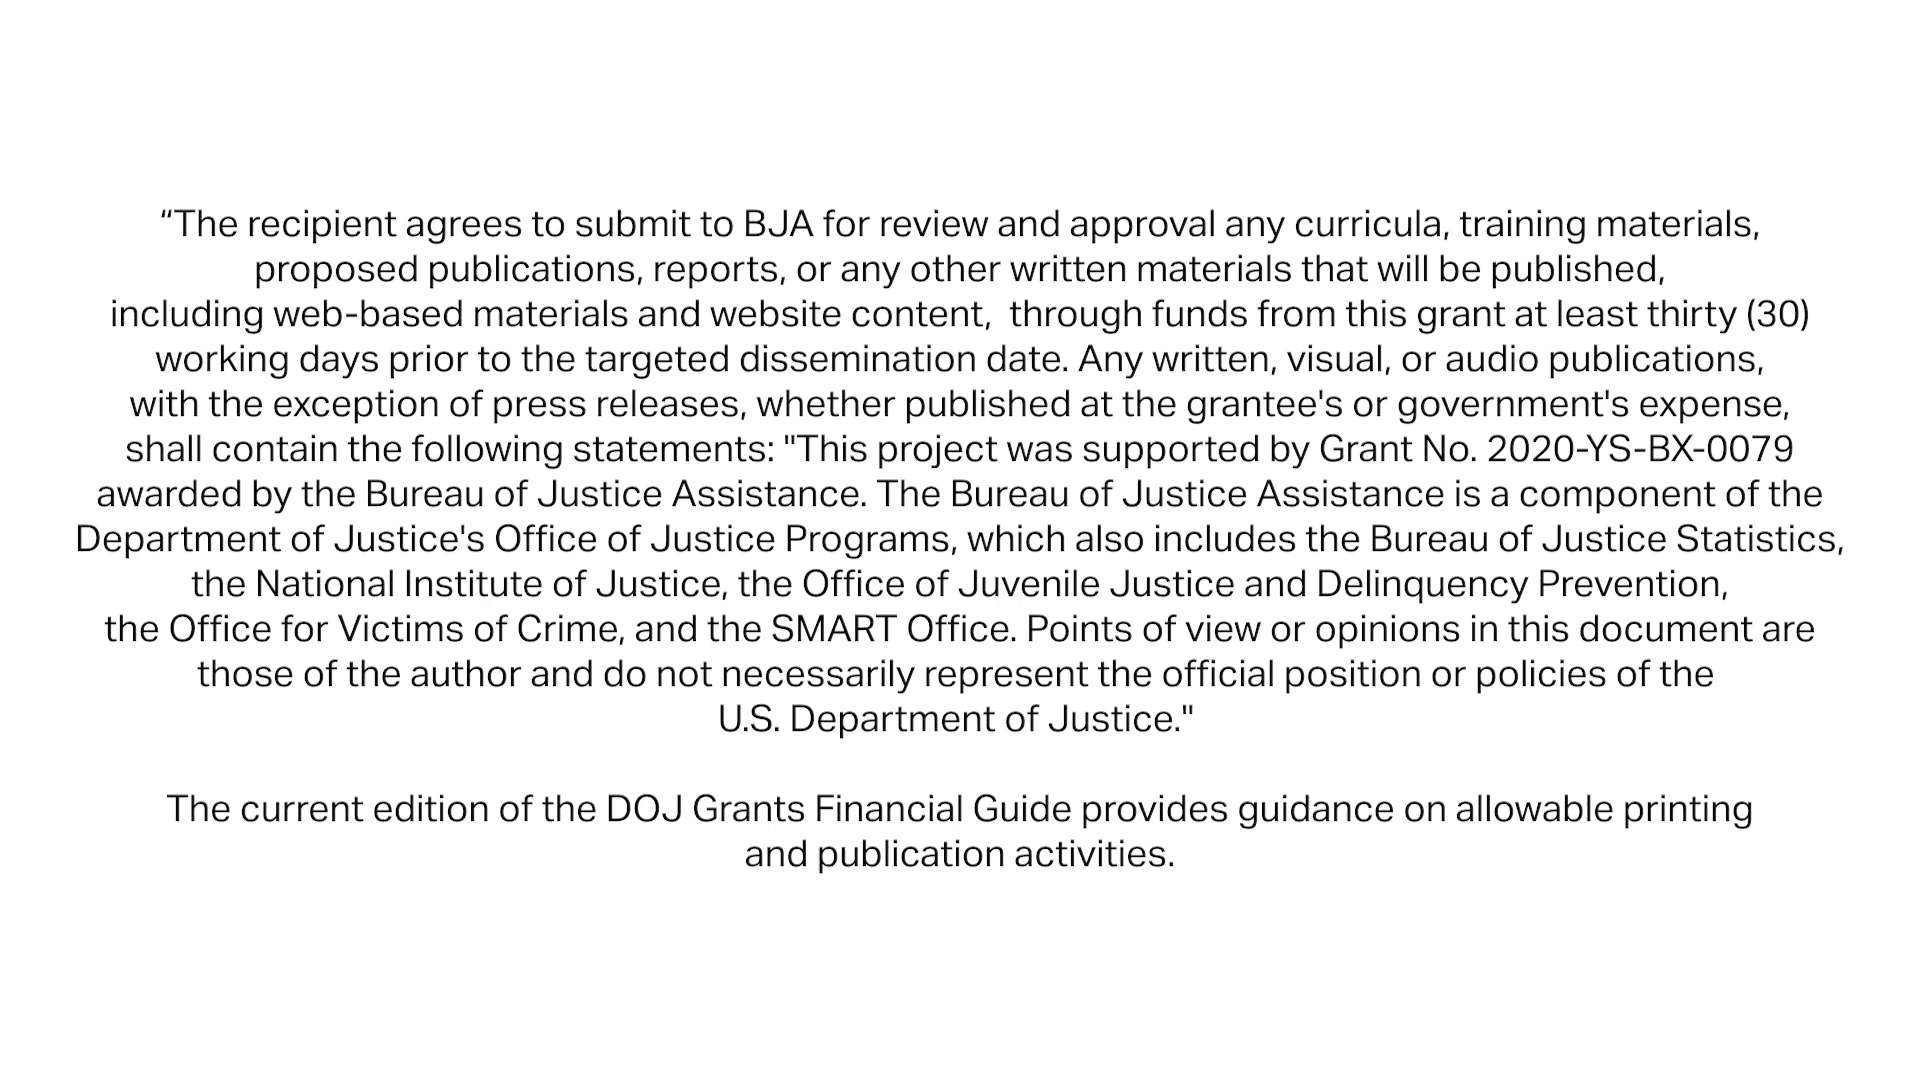 “The recipient agrees to submit to BJA for review and approval any curricula, training materials,
proposed publications, reports, or any other written materials that will be published,
including web-based materials and website content,  through funds from this grant at least thirty (30)
working days prior to the targeted dissemination date. Any written, visual, or audio publications,
with the exception of press releases, whether published at the grantee's or government's expense,
shall contain the following statements: "This project was supported by Grant No. 2020-YS-BX-0079
awarded by the Bureau of Justice Assistance. The Bureau of Justice Assistance is a component of the
Department of Justice's Office of Justice Programs, which also includes the Bureau of Justice Statistics,
the National Institute of Justice, the Office of Juvenile Justice and Delinquency Prevention,
the Office for Victims of Crime, and the SMART Office. Points of view or opinions in this document are
those of the author and do not necessarily represent the official position or policies of the
U.S. Department of Justice."
The current edition of the DOJ Grants Financial Guide provides guidance on allowable printing
and publication activities.